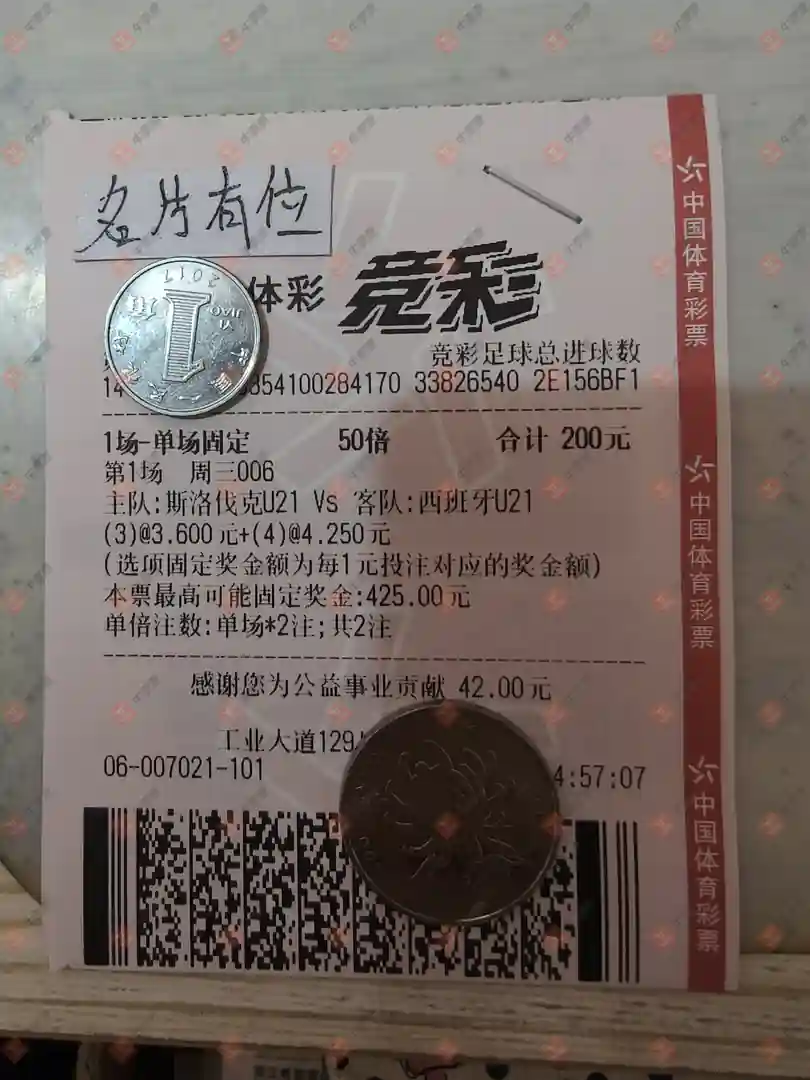 名片有位
体彩 竞彩
竞彩足球总进球数
14 854100284170 33826540 2E156BF1
1场-单场固定 50倍 合计 200元
第1场 周三006
主队:斯洛伐克U21 Vs 客队:西班牙U21
(3)@3.600元+(4)@4.250元
(选项固定奖金额为每1元投注对应的奖金额)
本票最高可能固定奖金:425.00元
单倍注数:单场*2注;共2注
感谢您为公益事业贡献 42.00元
工业大道129
06-007021-101 4:57:07
中国体育彩票
中国体育彩票
中国体育彩票
2017
1
角
YI
JIAO